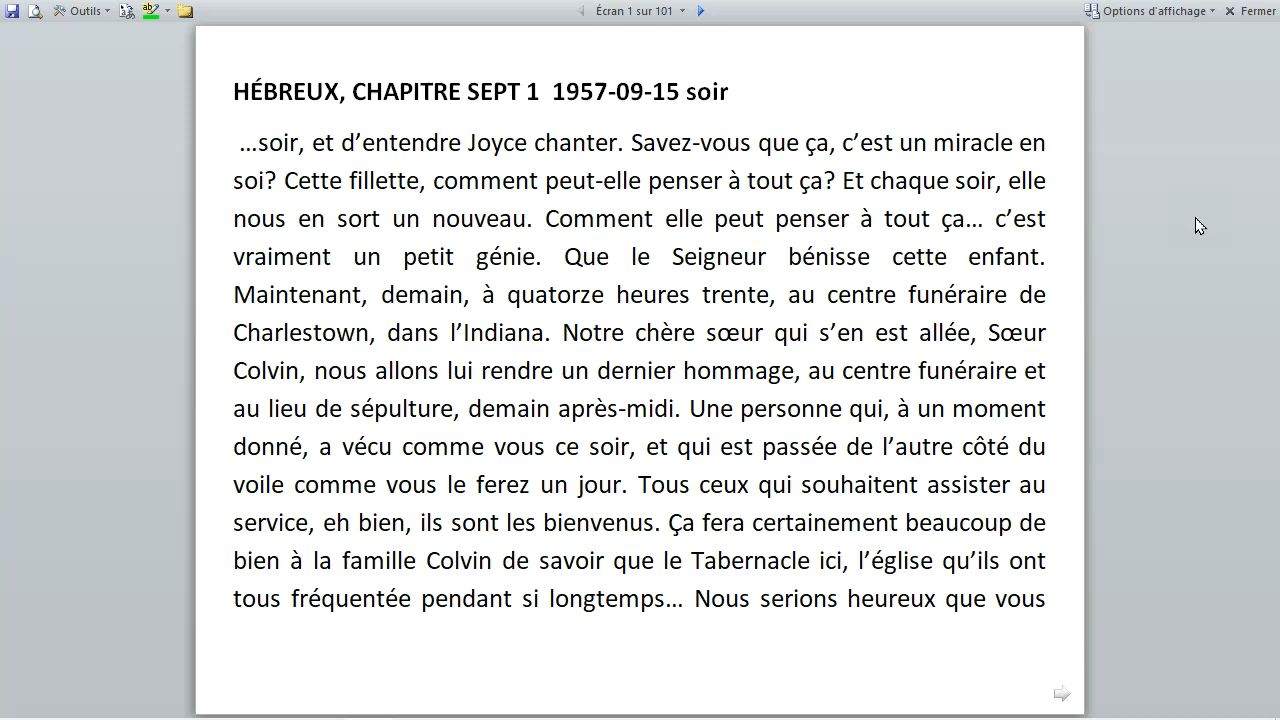 Outils
Écran 1 sur 101
Options d'affichage
Fermer
HÉBREUX, CHAPITRE SEPT 1 1957-09-15 soir
…soir, et d’entendre Joyce chanter. Savez-vous que ça, c’est un miracle en
soi? Cette fillette, comment peut-elle penser à tout ça? Et chaque soir, elle
nous en sort un nouveau. Comment elle peut penser à tout ça… c’est
vraiment un petit génie. Que le Seigneur bénisse cette enfant.
Maintenant, demain, à quatorze heures trente, au centre funéraire de
Charlestown, dans l’Indiana. Notre chère sœur qui s’en est allée, Sœur
Colvin, nous allons lui rendre un dernier hommage, au centre funéraire et
au lieu de sépulture, demain après-midi. Une personne qui, à un moment
donné, a vécu comme vous ce soir, et qui est passée de l’autre côté du
voile comme vous le ferez un jour. Tous ceux qui souhaitent assister au
service, eh bien, ils sont les bienvenus. Ça fera certainement beaucoup de
bien à la famille Colvin de savoir que le Tabernacle ici, l’église qu’ils ont
tous fréquentée pendant si longtemps… Nous serions heureux que vous